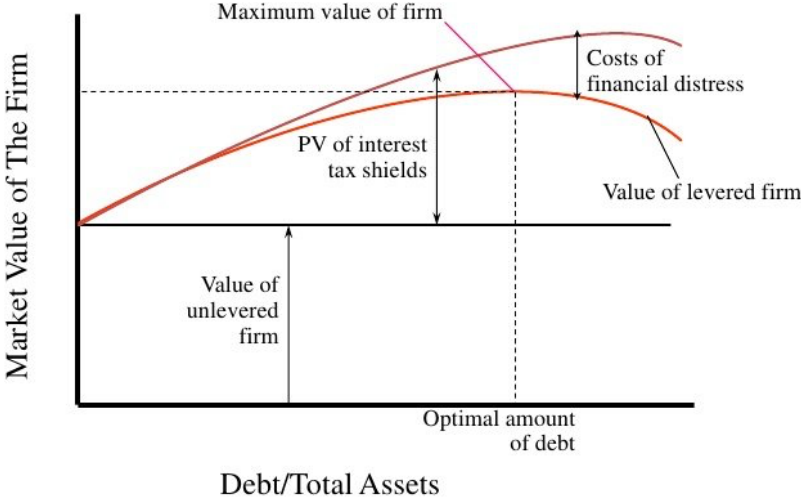 Maximum value of firm
Costs of
financial distress
PV of interest
tax shields
Value of levered firm
Value of
unlevered
firm
Optimal amount
of debt
Debt/Total Assets
Market Value of The Firm